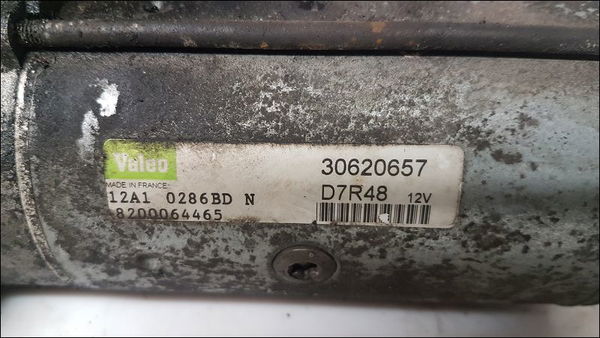 Valeo
MADE IN FRANCE
12A1 0286BD N
8200064465
30620657
D7R48 12V